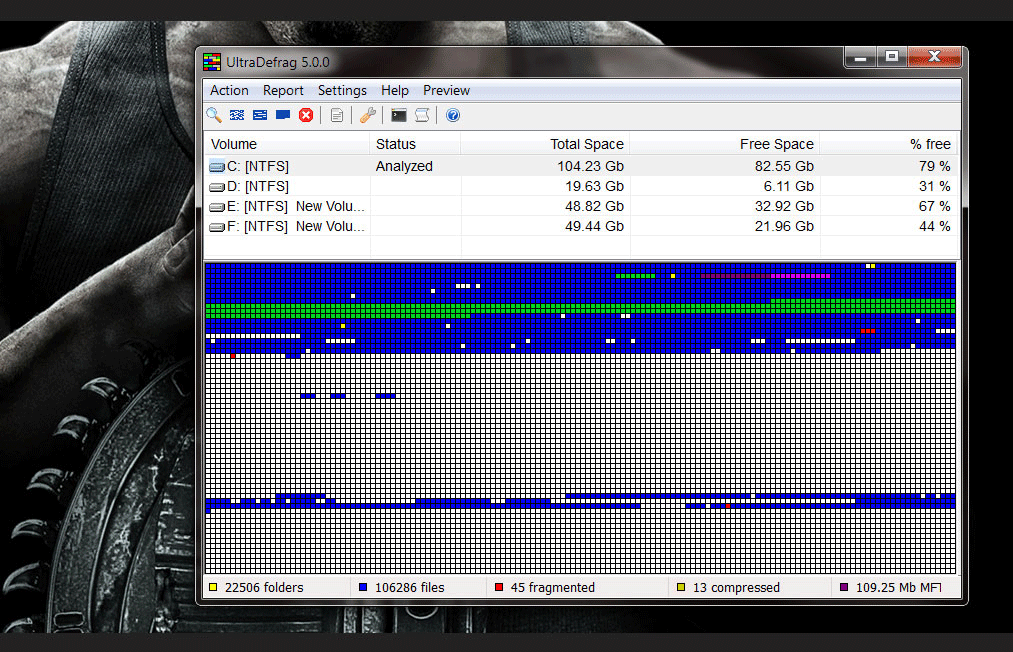 UltraDefrag 5.0.0
Action Report Settings Help Preview
Volume Status Total Space Free Space % free
C: [NTFS] Analyzed 104.23 Gb 82.55 Gb 79 %
D: [NTFS] 19.63 Gb 6.11 Gb 31 %
E: [NTFS] New Volu... 48.82 Gb 32.92 Gb 67 %
F: [NTFS] New Volu... 49.44 Gb 21.96 Gb 44 %
22506 folders 106286 files 45 fragmented 13 compressed 109.25 Mb MFT